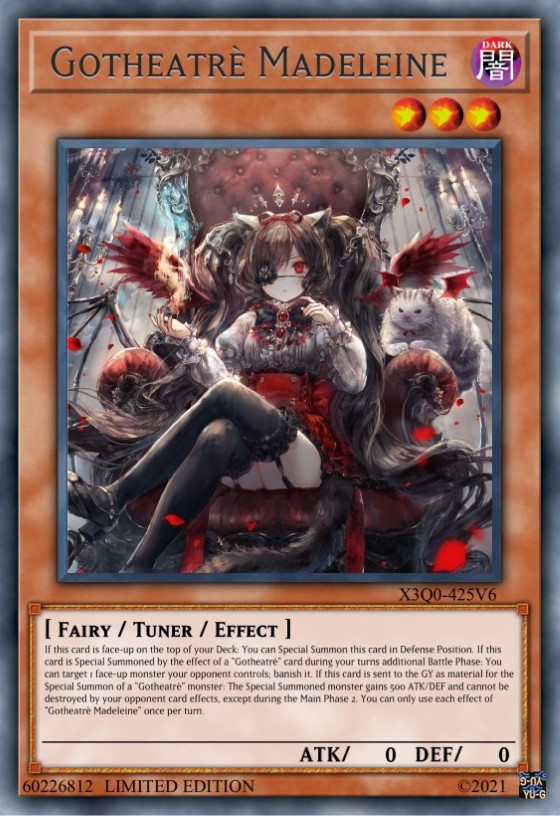 Gotheatrè Madeleine
DARK
闇
X3Q0-425V6
[ Fairy / Tuner / Effect ]
If this card is face-up on the top of your Deck: You can Special Summon this card in Defense Position. If this
card is Special Summoned by the effect of a "Gotheatrè" card during your turns additional Battle Phase: You
can target 1 face-up monster your opponent controls; banish it. If this card is sent to the GY as material for the
Special Summon of a "Gotheatrè" monster: The Special Summoned monster gains 500 ATK/DEF and cannot be
destroyed by your opponent card effects, except during the Main Phase 2. You can only use each effect of
"Gotheatrè Madeleine" once per turn.
ATK/ 0 DEF/ 0
60226812 LIMITED EDITION ©2021